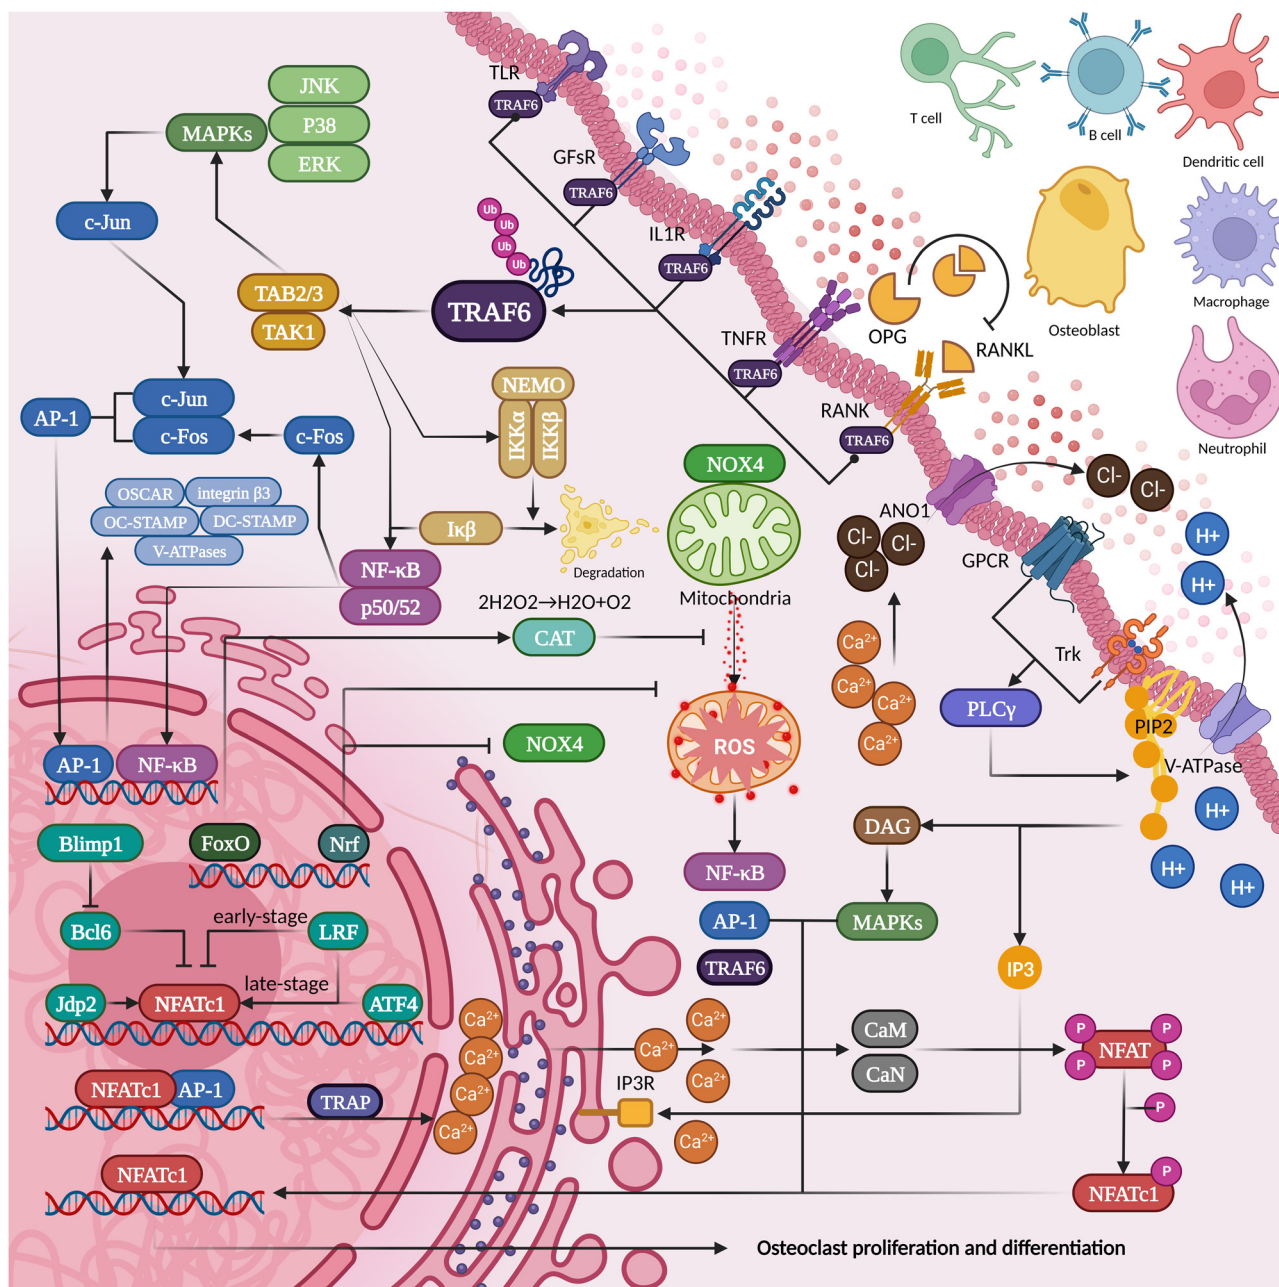 TLR
TRAF6
JNK
P38
ERK
MAPKs
T cell
B cell
Dendritic cell
GFsR
TRAF6
c-Jun
Ub
Ub
Ub
Ub
IL1R
TRAF6
TAB2/3
TAK1
TRAF6
OPG
RANKL
Osteoblast
Macrophage
TNFR
TRAF6
NEMO
IKKα
IKKβ
c-Jun
c-Fos
AP-1
c-Fos
RANK
TRAF6
Neutrophil
NOX4
OSCAR
integrin β3
OC-STAMP
DC-STAMP
V-ATPases
Iκβ
Degradation
ANO1
Cl-
Cl-
Cl-
Cl-
Cl-
GPCR
H+
H+
NF-κB
p50/52
Mitochondria
2H2O2→H2O+O2
CAT
Ca2+
Ca2+
Ca2+
Ca2+
Trk
PLCγ
PIP2
V-ATPase
NOX4
ROS
AP-1
NF-κB
H+
H+
H+
Blimp1
FoxO
Nrf
DAG
NF-κB
Bcl6
early-stage
LRF
AP-1
MAPKs
TRAF6
IP3
late-stage
Jdp2
NFATc1
ATF4
Ca2+
Ca2+
Ca2+
Ca2+
Ca2+
Ca2+
Ca2+
Ca2+
IP3R
CaM
CaN
P
P
NFAT
P
P
P
NFATc1
AP-1
TRAP
NFATc1
P
NFATc1
Osteoclast proliferation and differentiation